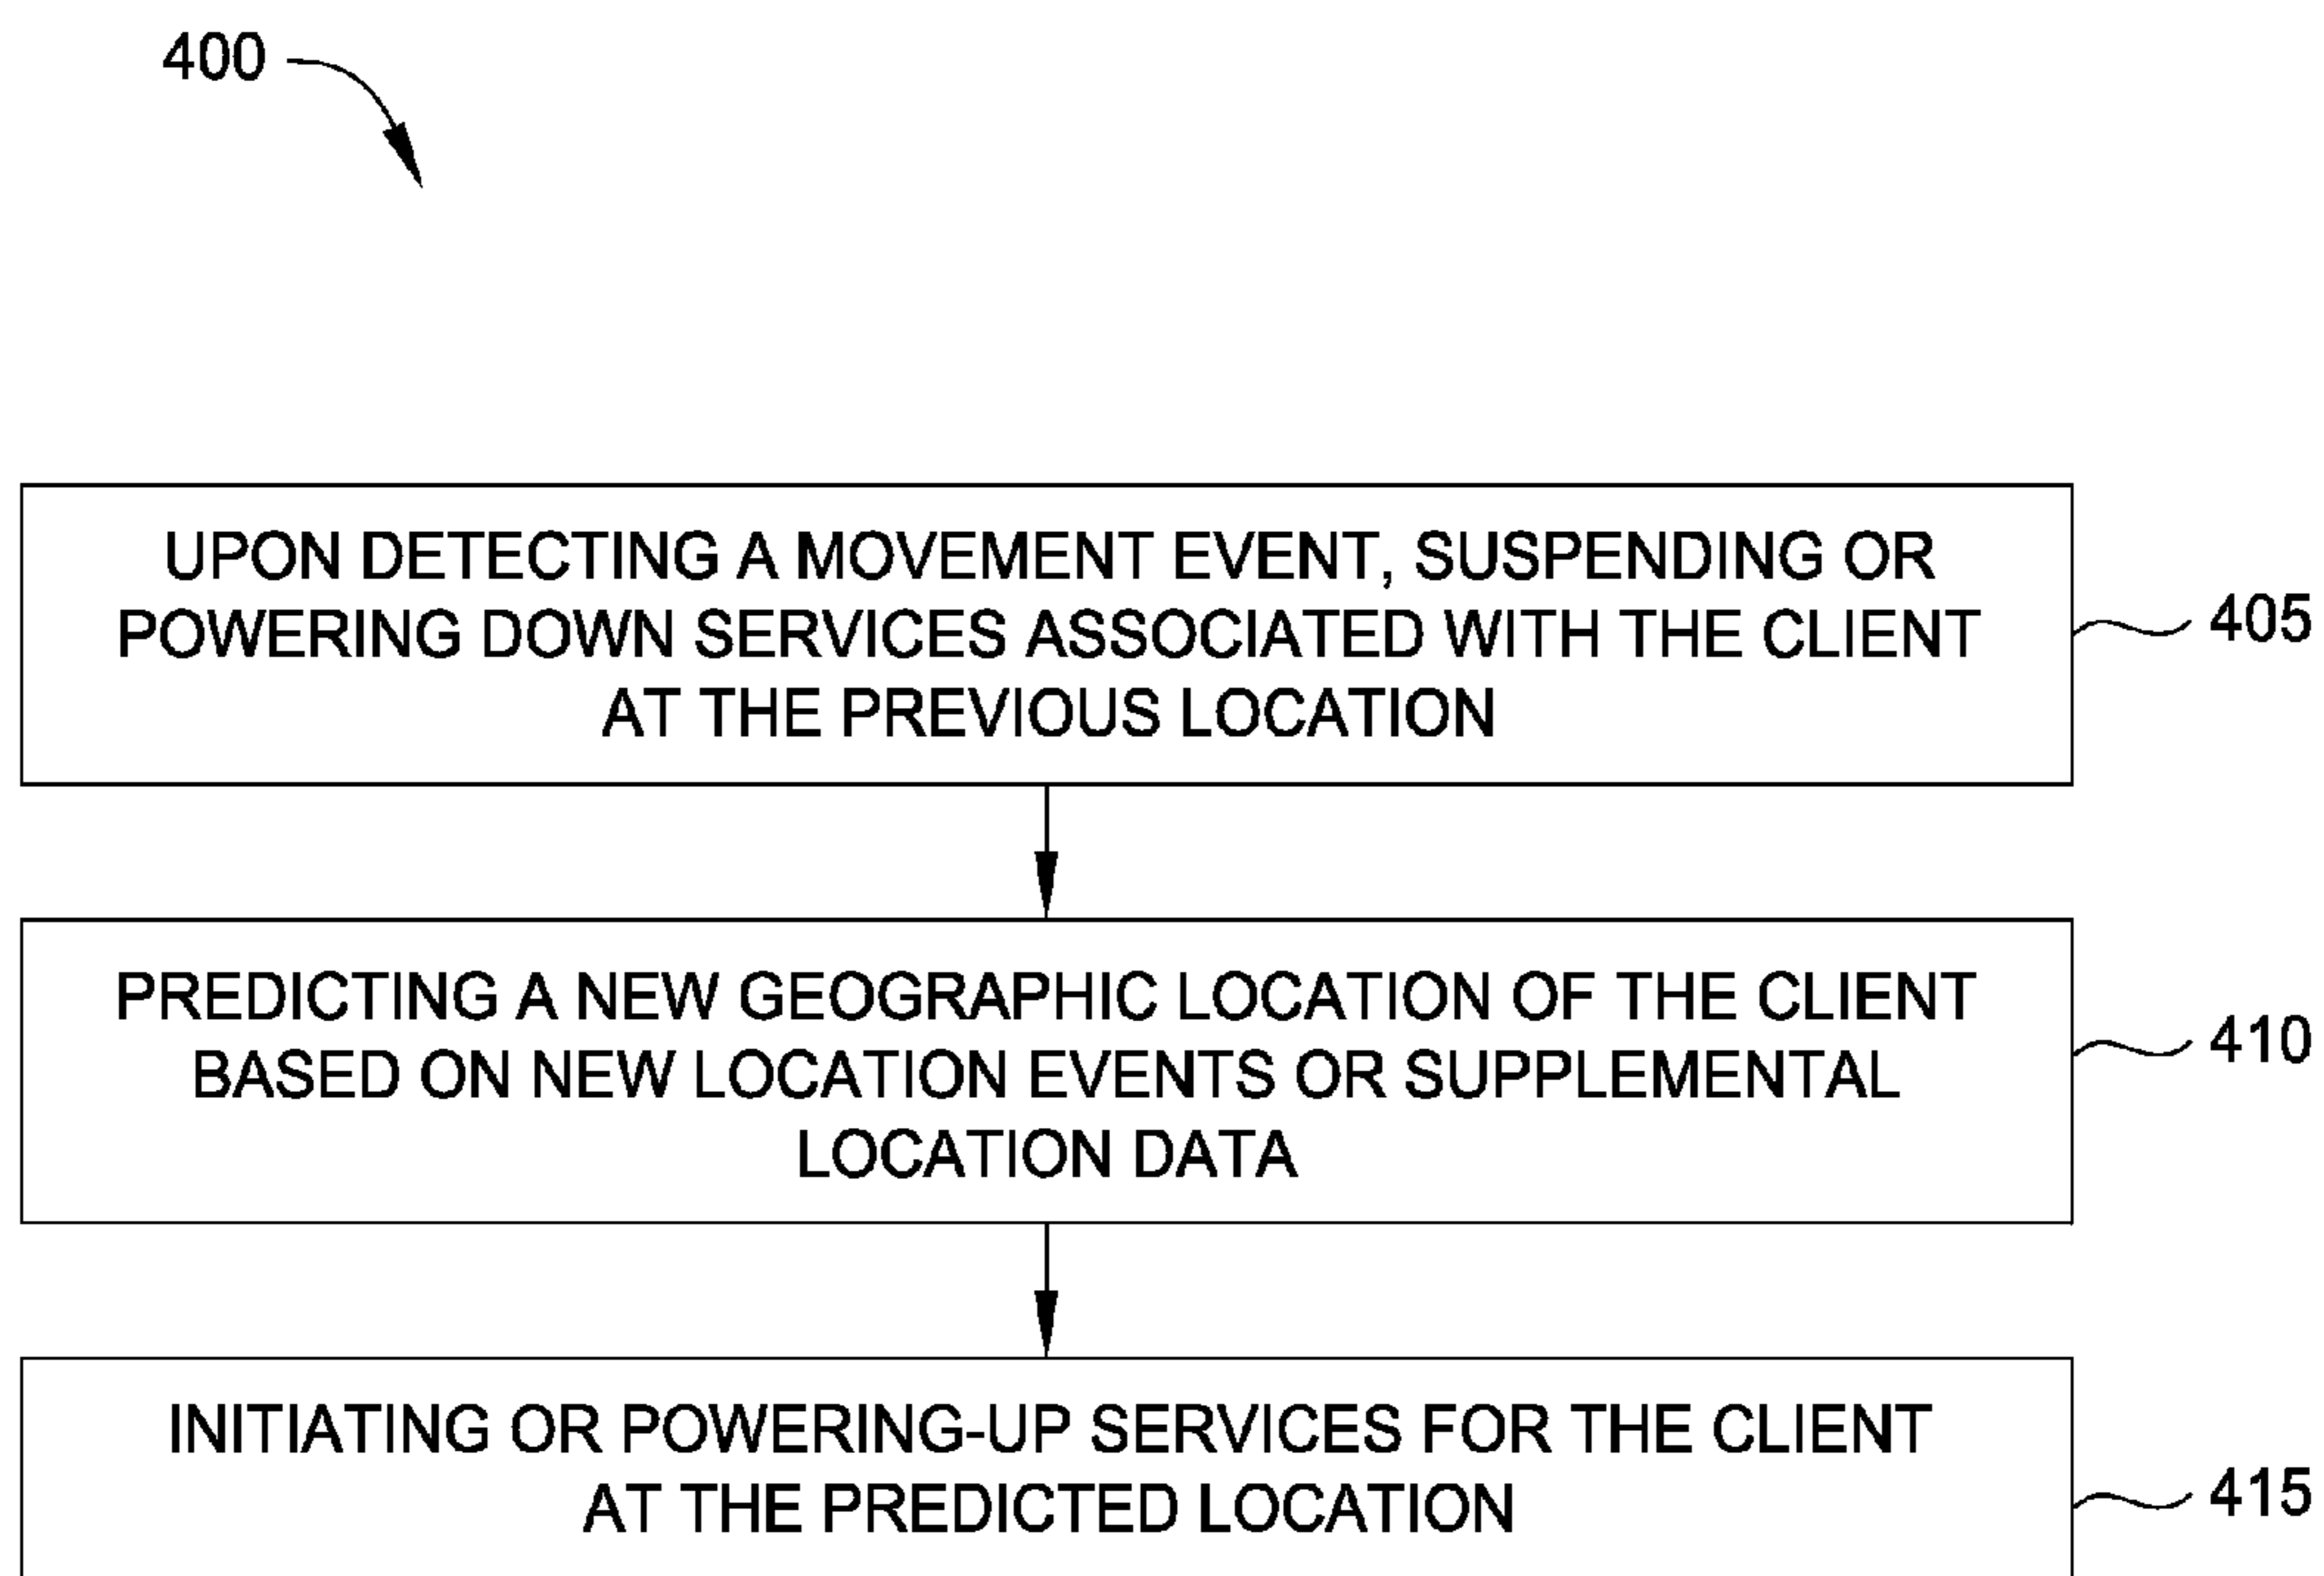 400
UPON DETECTING A MOVEMENT EVENT, SUSPENDING OR
POWERING DOWN SERVICES ASSOCIATED WITH THE CLIENT
AT THE PREVIOUS LOCATION
405
PREDICTING A NEW GEOGRAPHIC LOCATION OF THE CLIENT
BASED ON NEW LOCATION EVENTS OR SUPPLEMENTAL
LOCATION DATA
410
INITIATING OR POWERING-UP SERVICES FOR THE CLIENT
AT THE PREDICTED LOCATION
415